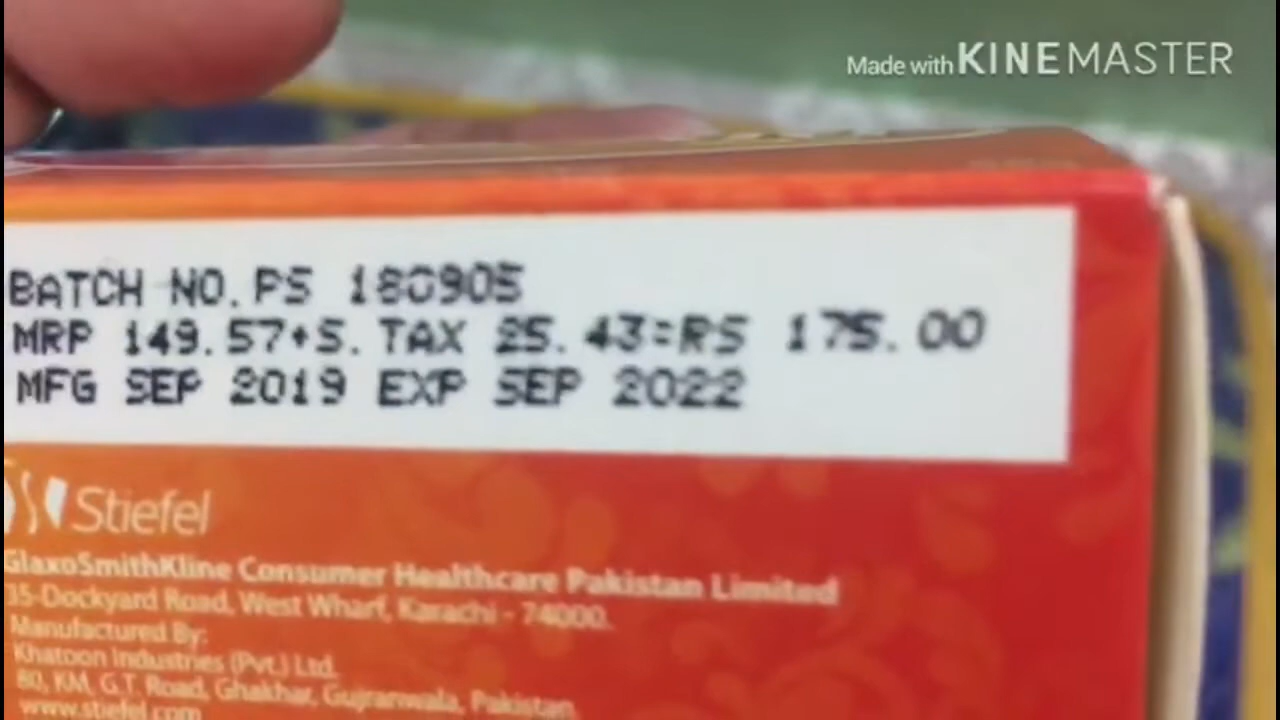 Made with KINEMASTER
BATCH NO. PS 180905
MRP 149.57+S. TAX 25. 43=RS 175. 00
MFG SEP 2019 EXP SEP 2022
Stiefel
GlaxoSmithKline Consumer Healthcare Pakistan Limited
35-Dockyard Road, West Wharf, Karachi - 74000.
Manufactured By:
Khatoon Industries (Pvt.) Ltd.
80, KM, G.T. Road, Ghakhar, Gujranwala, Pakistan.
www.stiefel.com